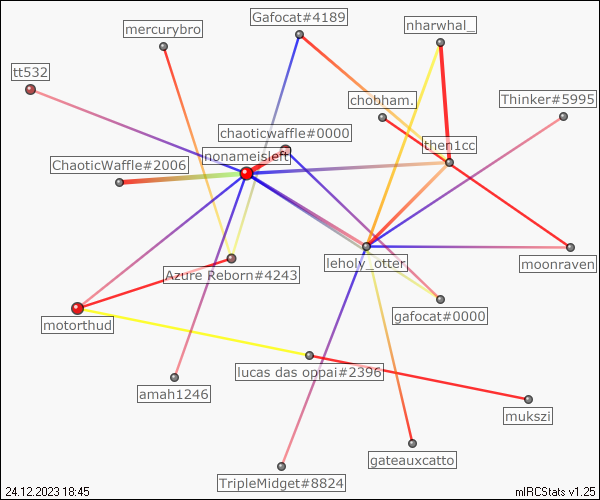 Gafocat#4189
nharwhal_
mercurybro
tt532
chobham.
Thinker#5995
chaoticwaffle#0000
then1cc
nonameisleft
ChaoticWaffle#2006
leholy_otter
moonraven
Azure Reborn#4243
gafocat#0000
motorthud
lucas das oppai#2396
amah1246
mukszi
gateauxcatto
TripleMidget#8824
24.12.2023 18:45
mIRCStats v1.25